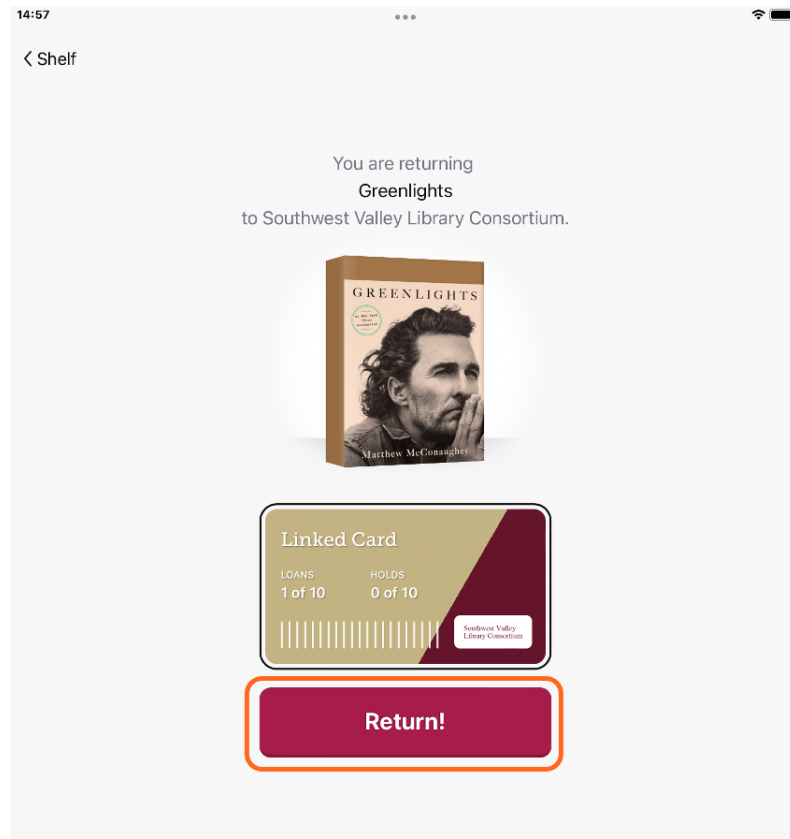 14:57
Shelf
You are returning
Greenlights
to Southwest Valley Library Consortium.
GREENLIGHTS
Matthew McConaughey
Linked Card
LOANS HOLDS
1 of 10 0 of 10
Southwest Valley
Library Consortium
Return!